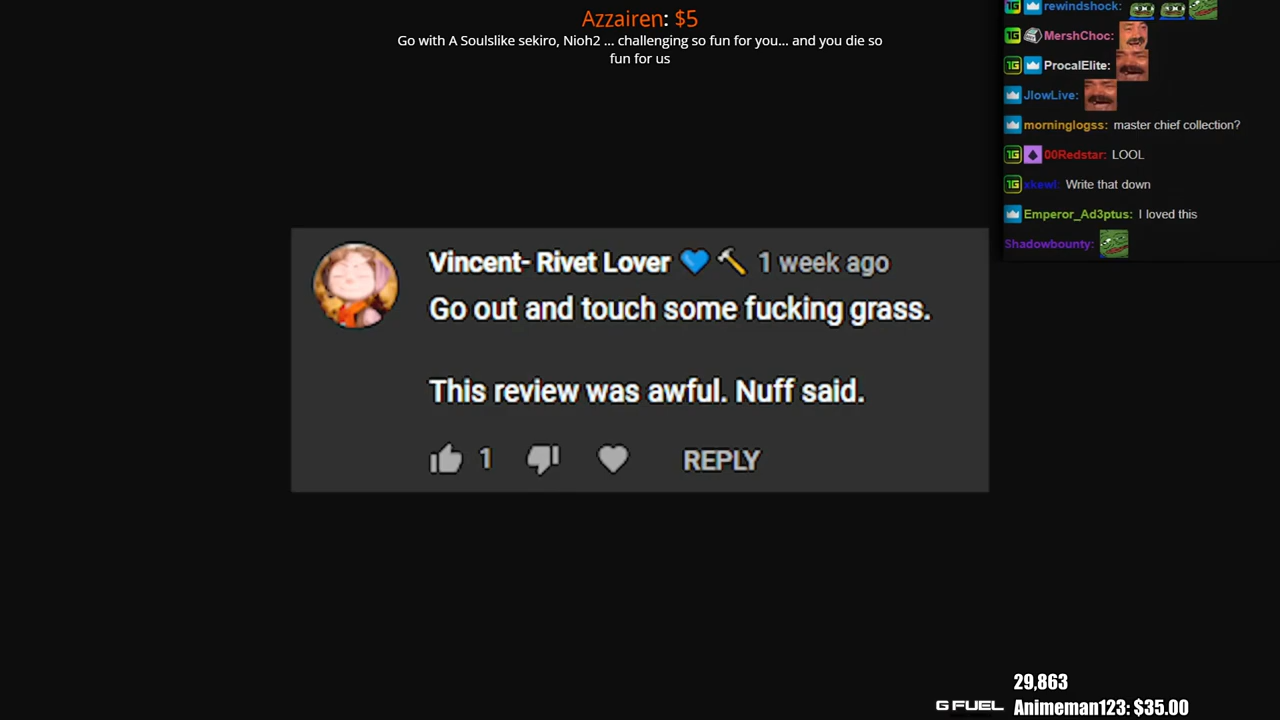 Azzairen: $5
Go with A Soulslike sekiro, Nioh2 ... challenging so fun for you... and you die so
fun for us
rewindshock:
MershChoc:
ProcalElite:
JlowLive:
morninglogss: master chief collection?
00Redstar: LOOL
xkewl: Write that down
Emperor_Ad3ptus: I loved this
Shadowbounty:
Vincent- Rivet Lover 💙 🔨 1 week ago
Go out and touch some fucking grass.
This review was awful. Nuff said.
1 REPLY
29,863
G FUEL Animeman123: $35.00